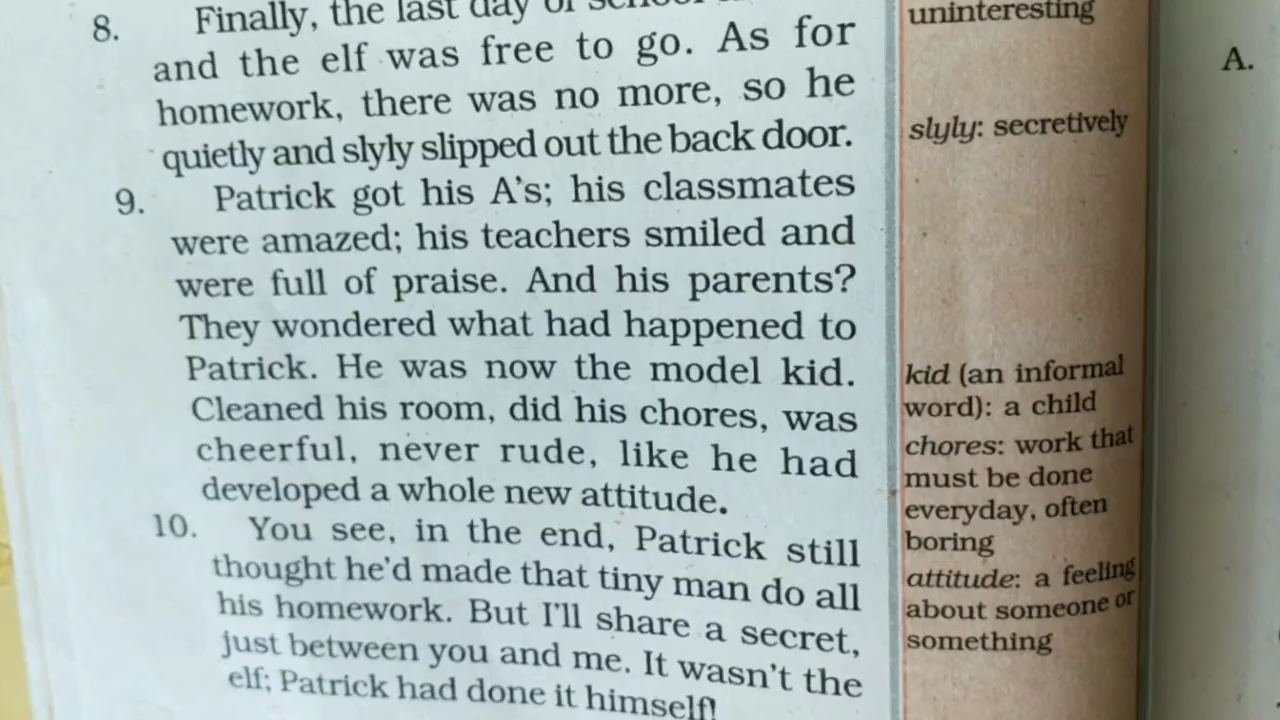 8. Finally, the last day of school
and the elf was free to go. As for
homework, there was no more, so he
quietly and slyly slipped out the back door.
9. Patrick got his A's; his classmates
were amazed; his teachers smiled and
were full of praise. And his parents?
They wondered what had happened to
Patrick. He was now the model kid.
Cleaned his room, did his chores, was
cheerful, never rude, like he had
developed a whole new attitude.
10. You see, in the end, Patrick still
thought he'd made that tiny man do all
his homework. But I'll share a secret,
just between you and me. It wasn't the
elf; Patrick had done it himself!
uninteresting
slyly: secretively
kid (an informal
word): a child
chores: work that
must be done
everyday, often
boring
attitude: a feeling
about someone or
something
A.